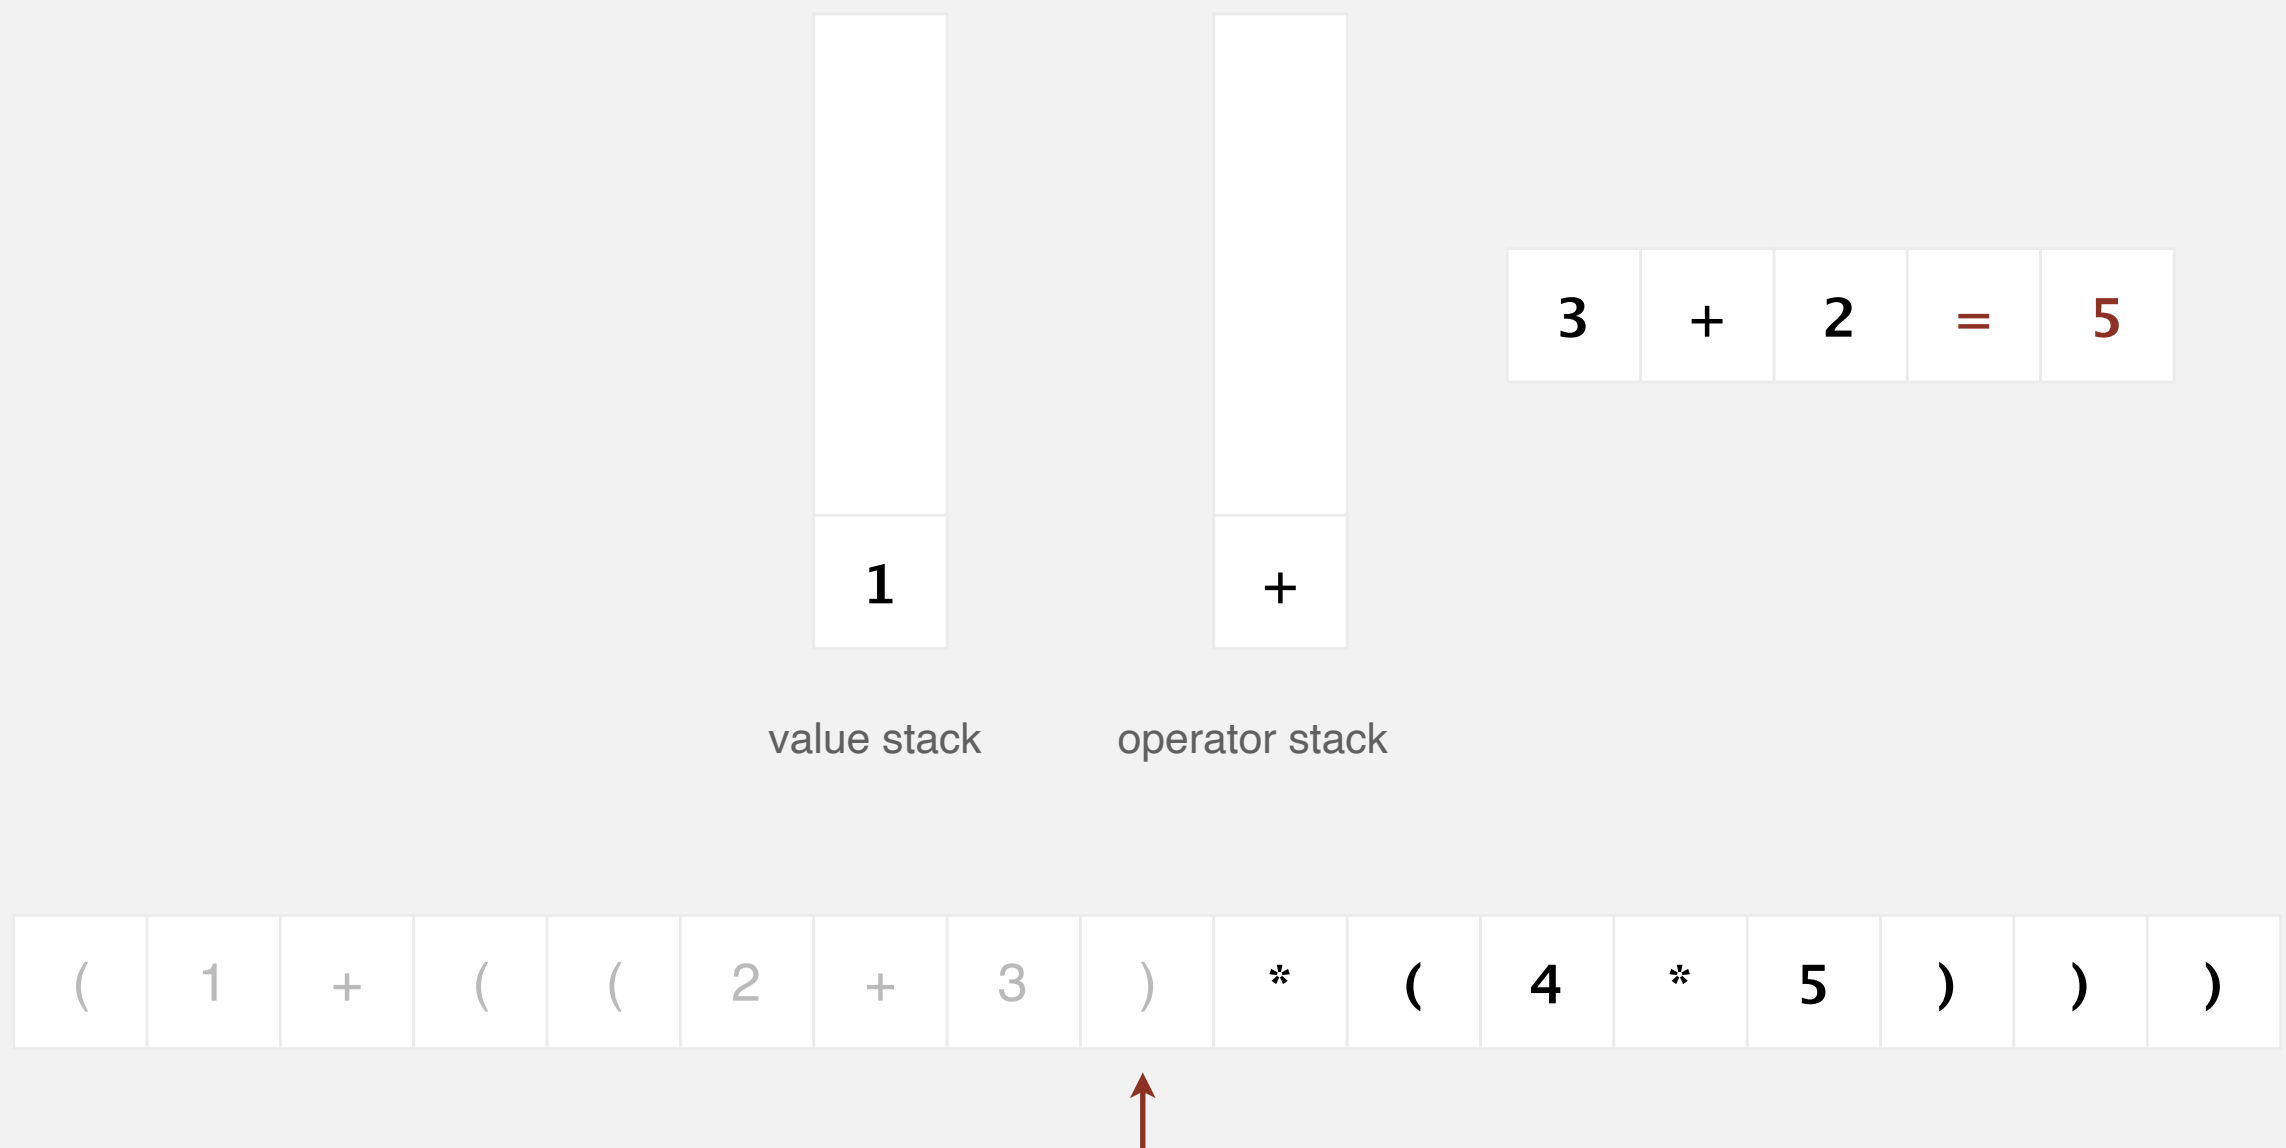 3 + 2 = 5
1 +
value stack operator stack
( 1 + ( ( 2 + 3 ) * ( 4 * 5 ) ) )